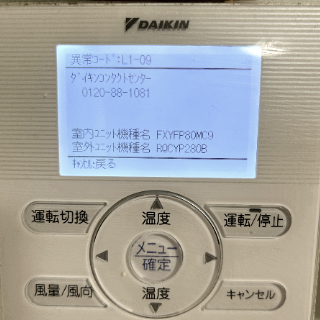 DAIKIN
異常コード:L1-09
ダイキンコンタクトセンター
0120-88-1081
室内ユニット機種名 FXYFP80MC9
室外ユニット機種名 RQCYP280B
ｷｬﾝｾﾙ:戻る
運転切換
温度
運転/停止
メニュー
確定
風量/風向
温度
キャンセル